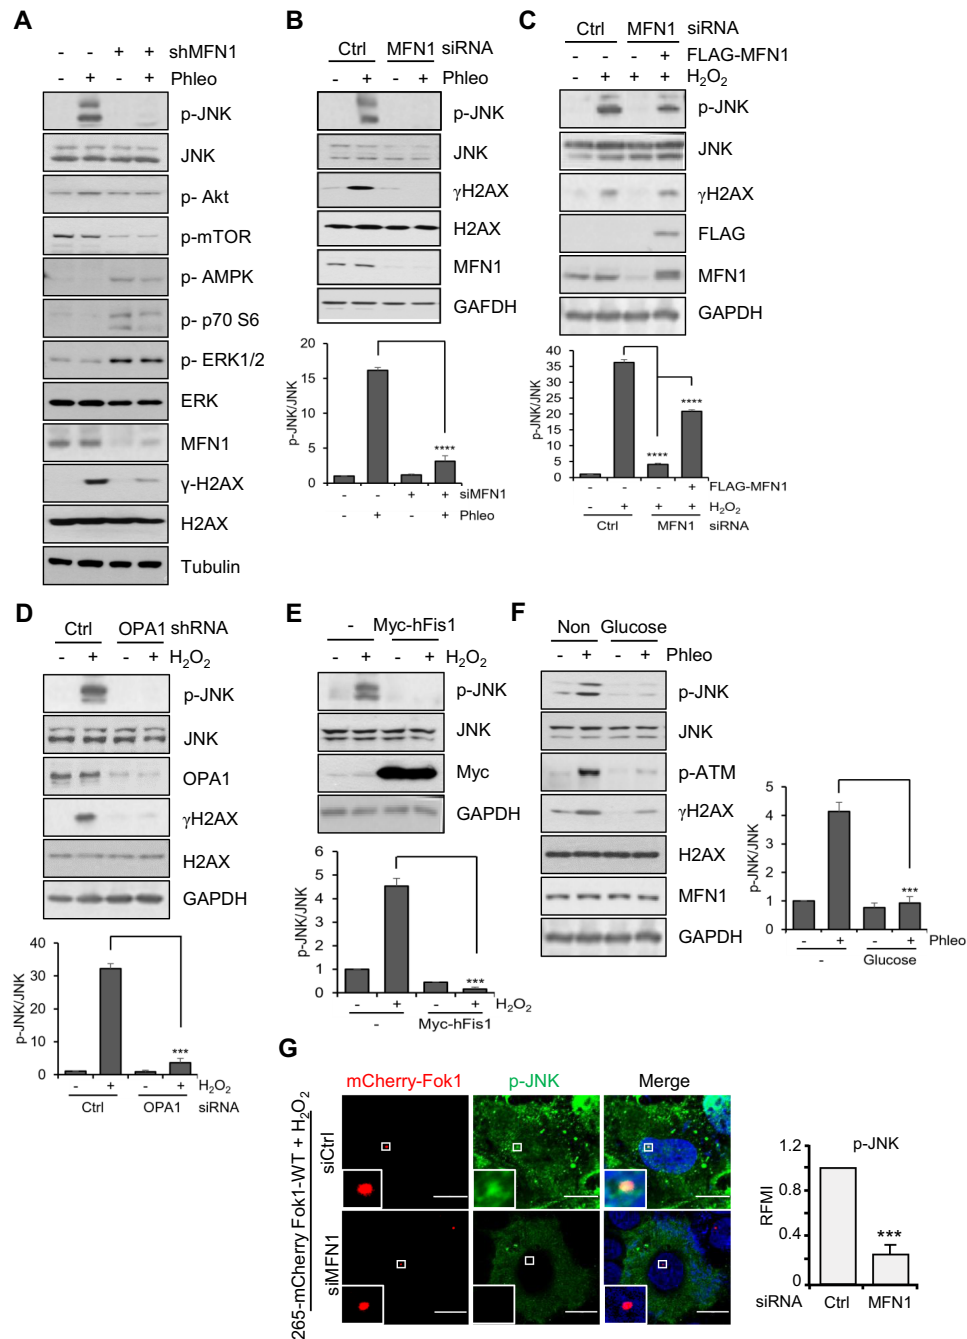 A
- - + + shMFN1
- + - + Phleo
p-JNK
JNK
p- Akt
p-mTOR
p- AMPK
p- p70 S6
p- ERK1/2
ERK
MFN1
γ-H2AX
H2AX
Tubulin
B
Ctrl MFN1 siRNA
- + - + Phleo
p-JNK
JNK
γH2AX
H2AX
MFN1
GAFDH
p-JNK/JNK
20
15
10
5
0
****
- - + + siMFN1
- + - + Phleo
C
Ctrl MFN1 siRNA
+ FLAG-MFN1
- + + + H2O2
p-JNK
JNK
γH2AX
FLAG
MFN1
GAPDH
p-JNK/JNK
40
35
30
25
20
15
10
5
0
****
****
+ FLAG-MFN1
- + + + H2O2
Ctrl MFN1 siRNA
D
Ctrl OPA1 shRNA
- + - + H2O2
p-JNK
JNK
OPA1
γH2AX
H2AX
GAPDH
p-JNK/JNK
40
30
20
10
0
***
- + - + H2O2
Ctrl OPA1 siRNA
E
- Myc-hFis1
- + - + H2O2
p-JNK
JNK
Myc
GAPDH
p-JNK/JNK
6
5
4
3
2
1
0
***
- + - + H2O2
- Myc-hFis1
F
Non Glucose
- + - + Phleo
p-JNK
JNK
p-ATM
γH2AX
H2AX
MFN1
GAPDH
p-JNK/JNK
5
4
3
2
1
0
***
- + - + Phleo
- Glucose
G
mCherry-Fok1 p-JNK Merge
265-mCherry Fok1-WT + H2O2
siCtrl
siMFN1
p-JNK
RFMI
1.2
0.8
0.4
0
***
siRNA Ctrl MFN1